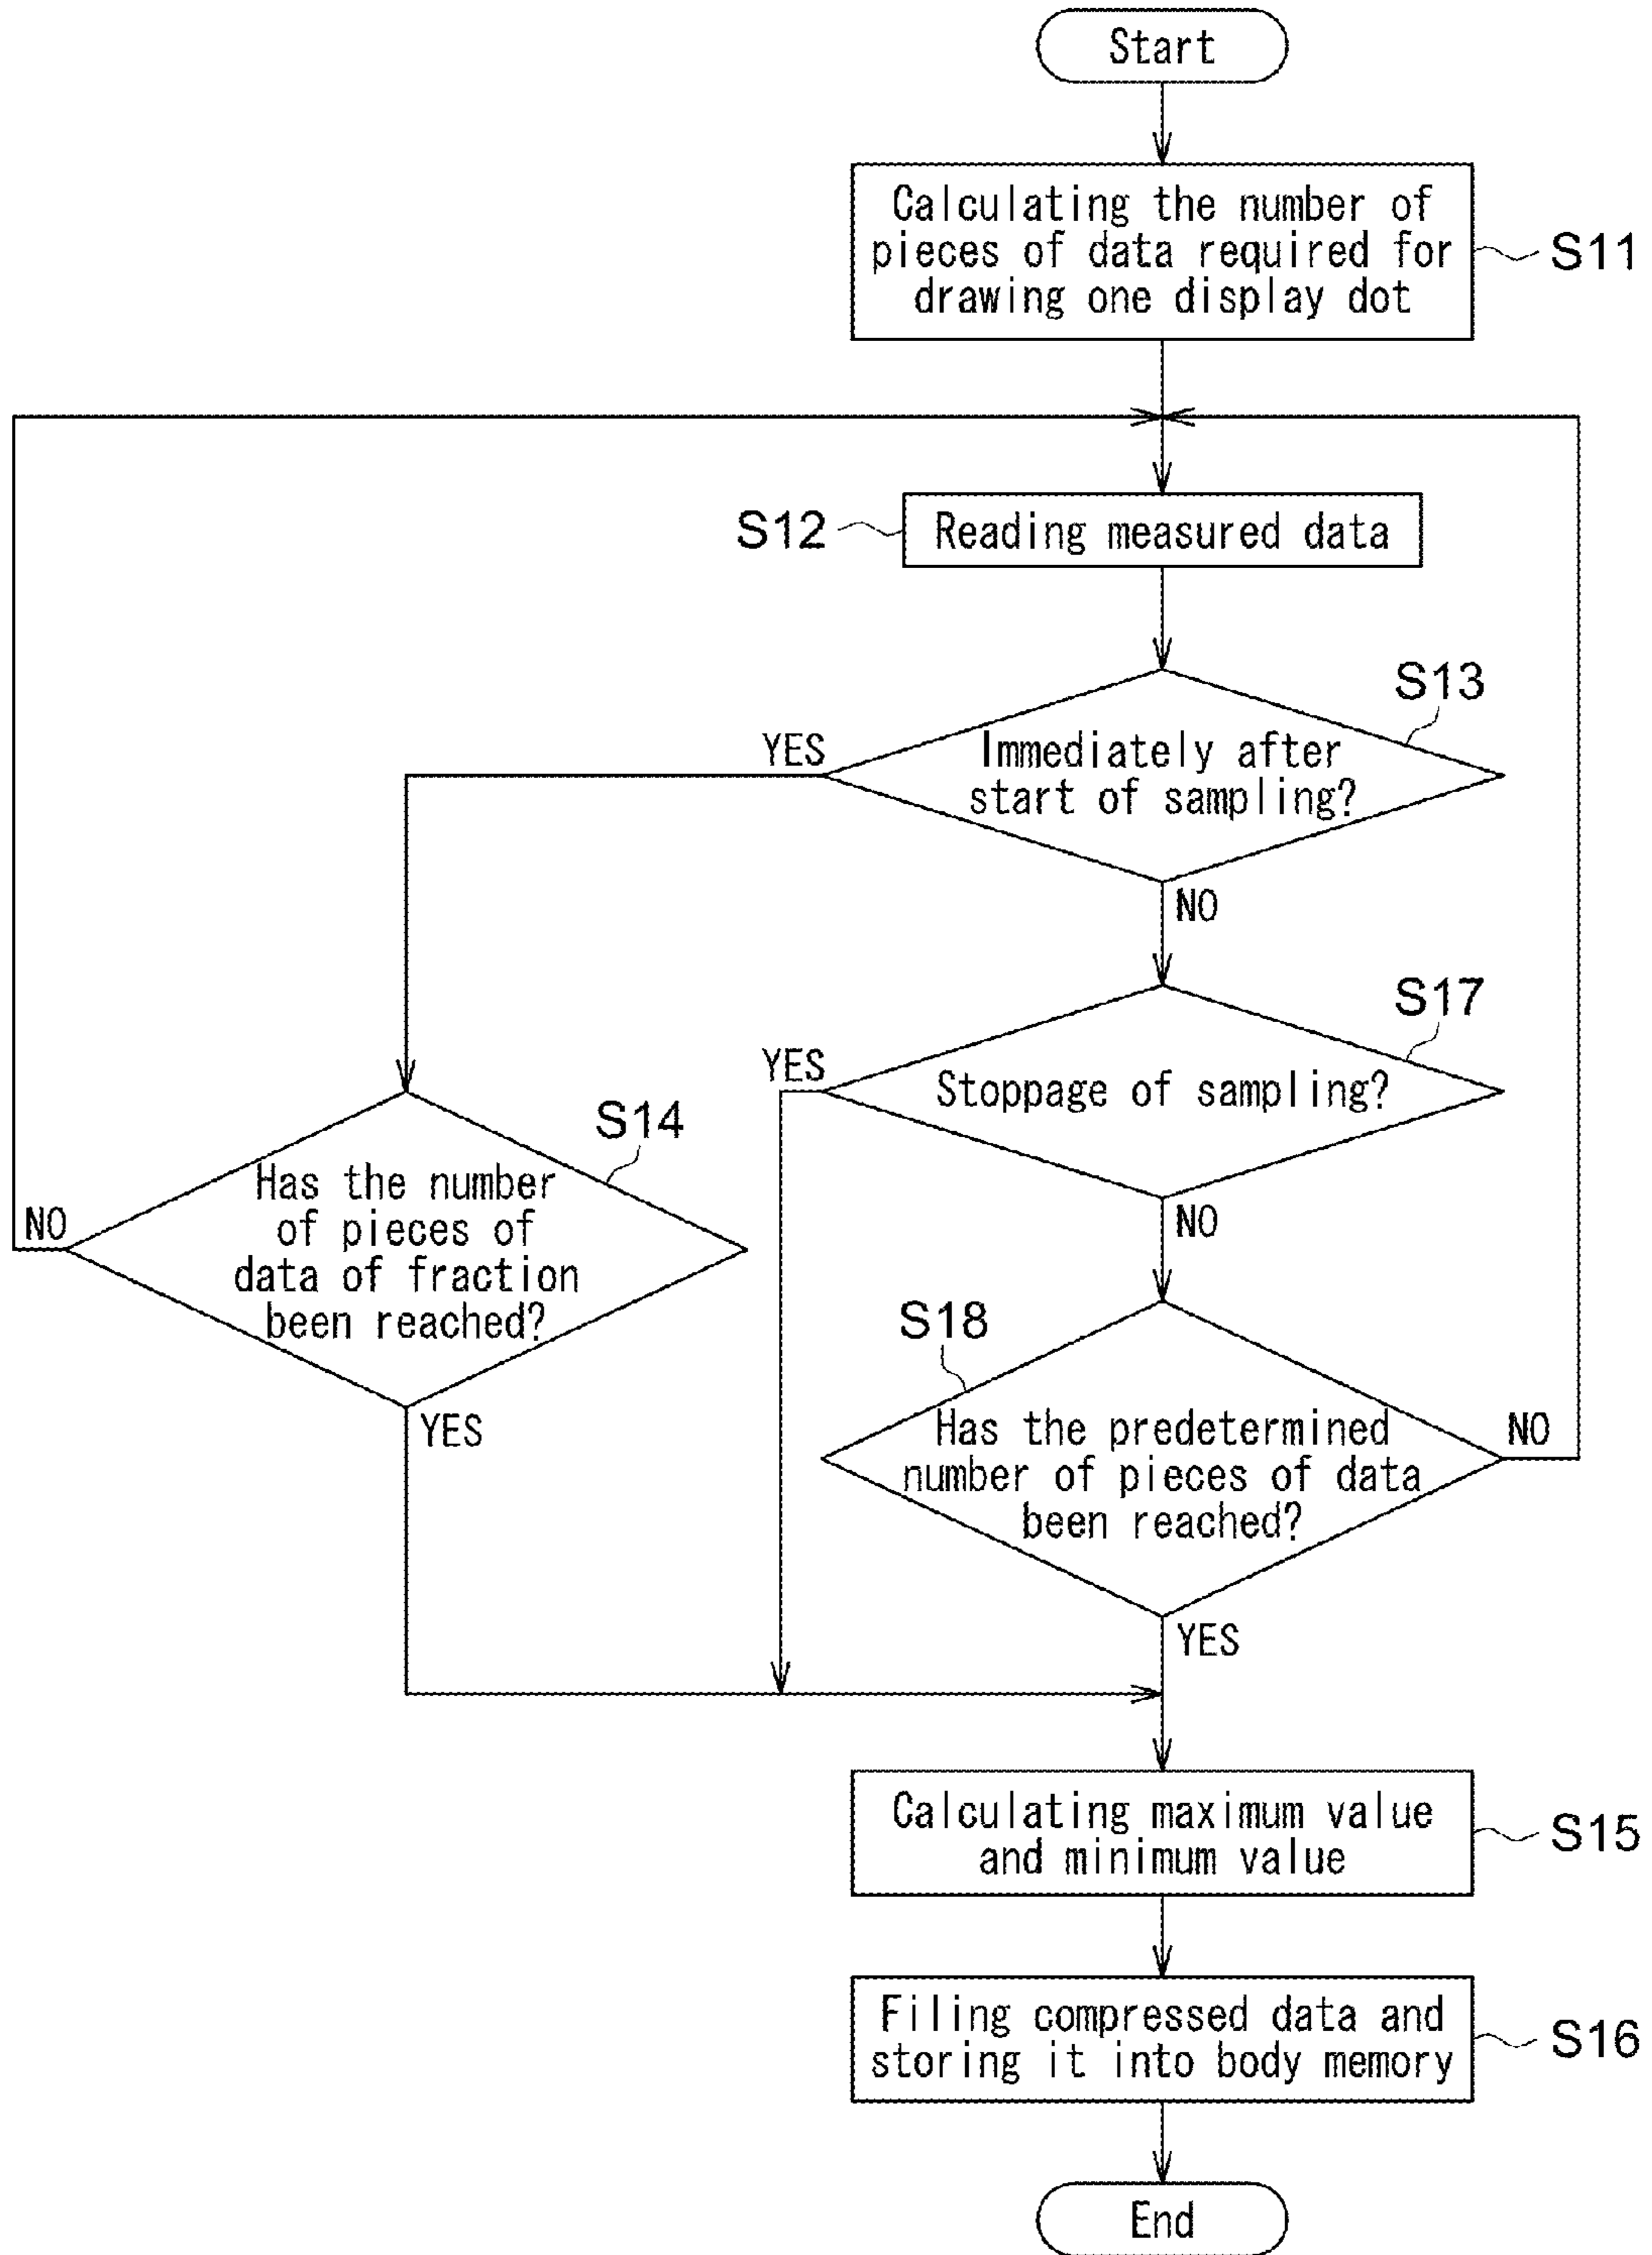 Start
Calculating the number of
pieces of data required for
drawing one display dot
S11
S12
Reading measured data
S13
YES
Immediately after
start of sampling?
NO
S17
YES
Stoppage of sampling?
NO
S14
Has the number
of pieces of
data of fraction
been reached?
NO
YES
S18
Has the predetermined
number of pieces of data
been reached?
NO
YES
Calculating maximum value
and minimum value
S15
Filing compressed data and
storing it into body memory
S16
End